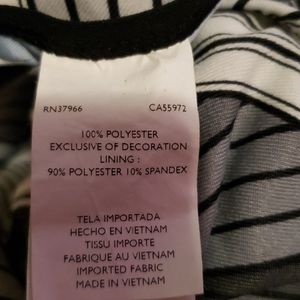 RN37966 CA55972
100% POLYESTER
EXCLUSIVE OF DECORATION
LINING :
90% POLYESTER 10% SPANDEX
TELA IMPORTADA
HECHO EN VIETNAM
TISSU IMPORTE
FABRIQUE AU VIETNAM
IMPORTED FABRIC
MADE IN VIETNAM